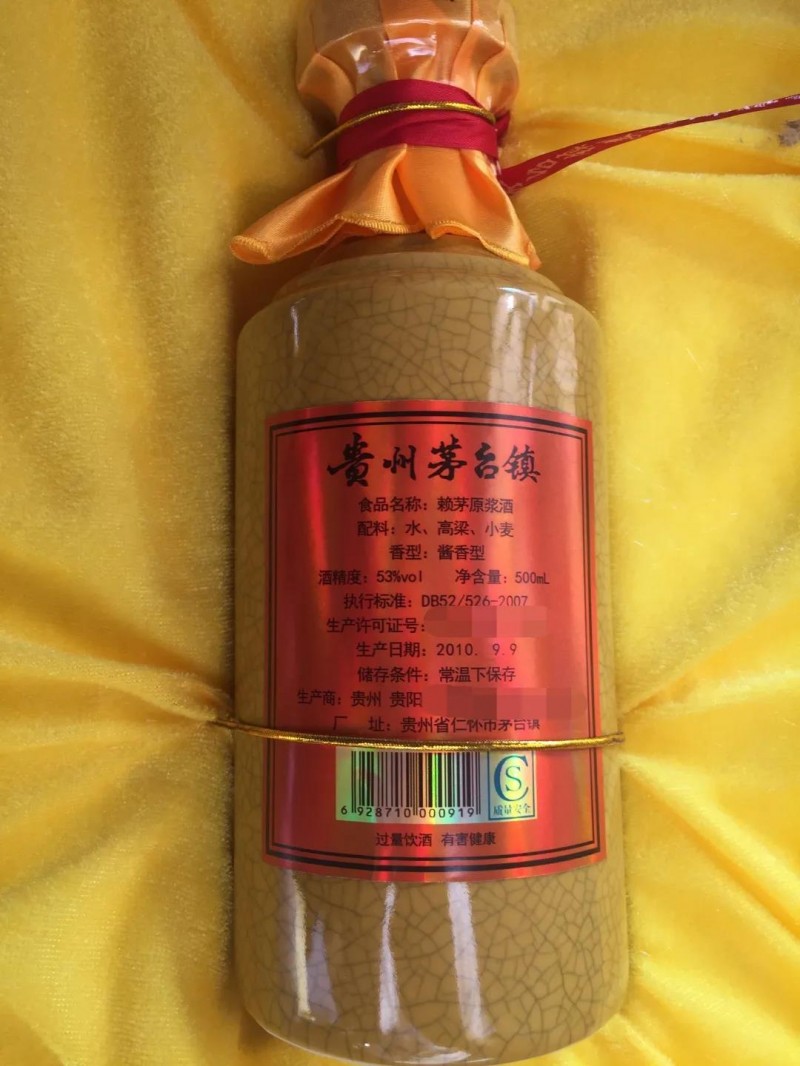 貴州茅台镇
食品名称：赖茅原浆酒
配料：水、高梁、小麦
香型：酱香型
酒精度：53%vol 净含量：500mL
执行标准：DB52/526-2007
生产许可证号：
生产日期：2010. 9.9
储存条件：常温下保存
生产商：贵州 贵阳
厂 址：贵州省仁怀市茅台镇
6 928710 000919
质量安全
过量饮酒 有害健康